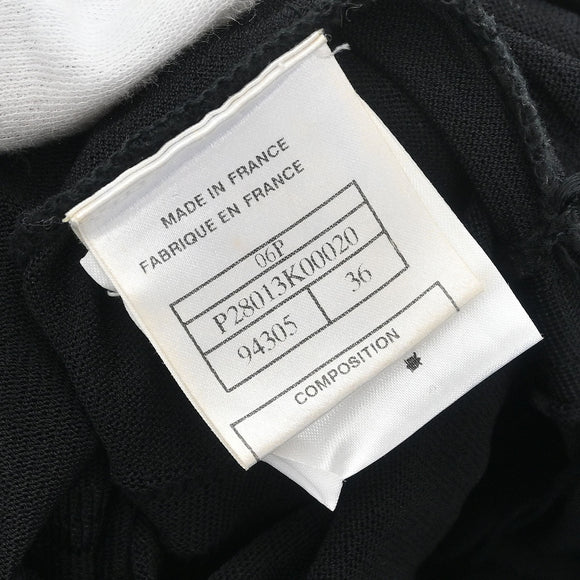 MADE IN FRANCE
FABRIQUE EN FRANCE
06P
P28013K00020
94305 36
COMPOSITION